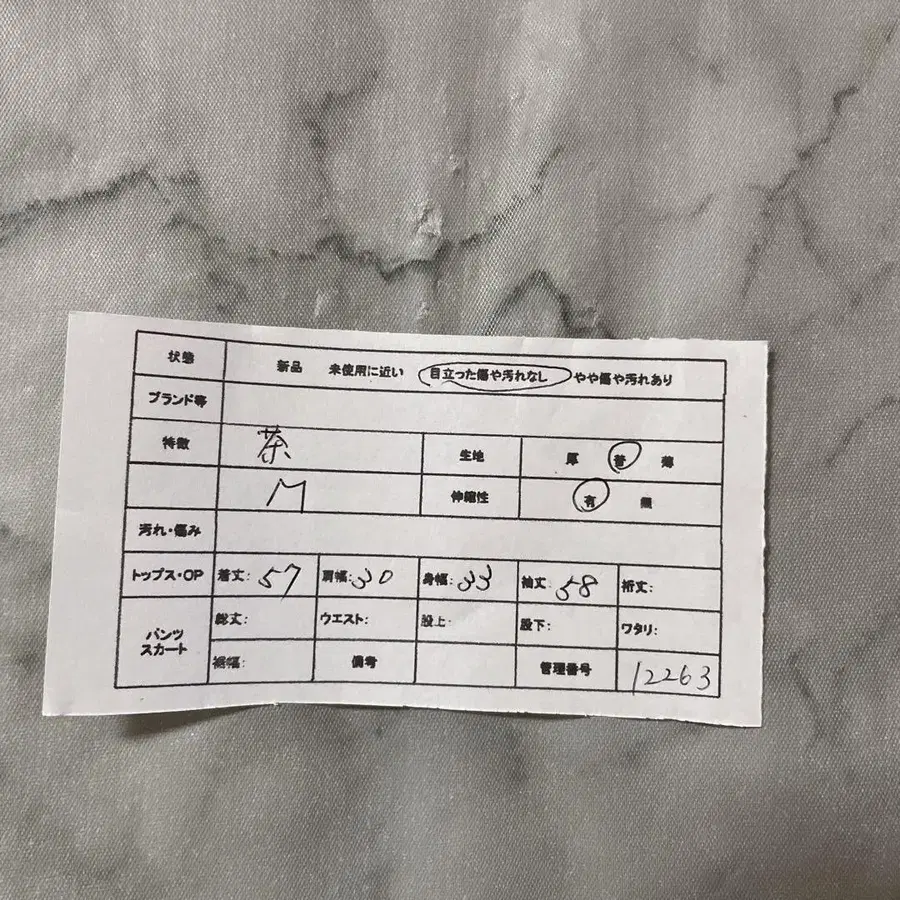 状態 新品 未使用に近い 目立った傷や汚れなし やや傷や汚れあり
ブランド等
特徴 茶 生地 厚 普 薄
M 伸縮性 有 無
汚れ・傷み
トップス・OP 着丈: 57 肩幅: 30 身幅: 33 袖丈: 58 裄丈:
パンツ スカート 総丈: ウエスト: 股上: 股下: ワタリ:
裾幅: 備考 管理番号 12263